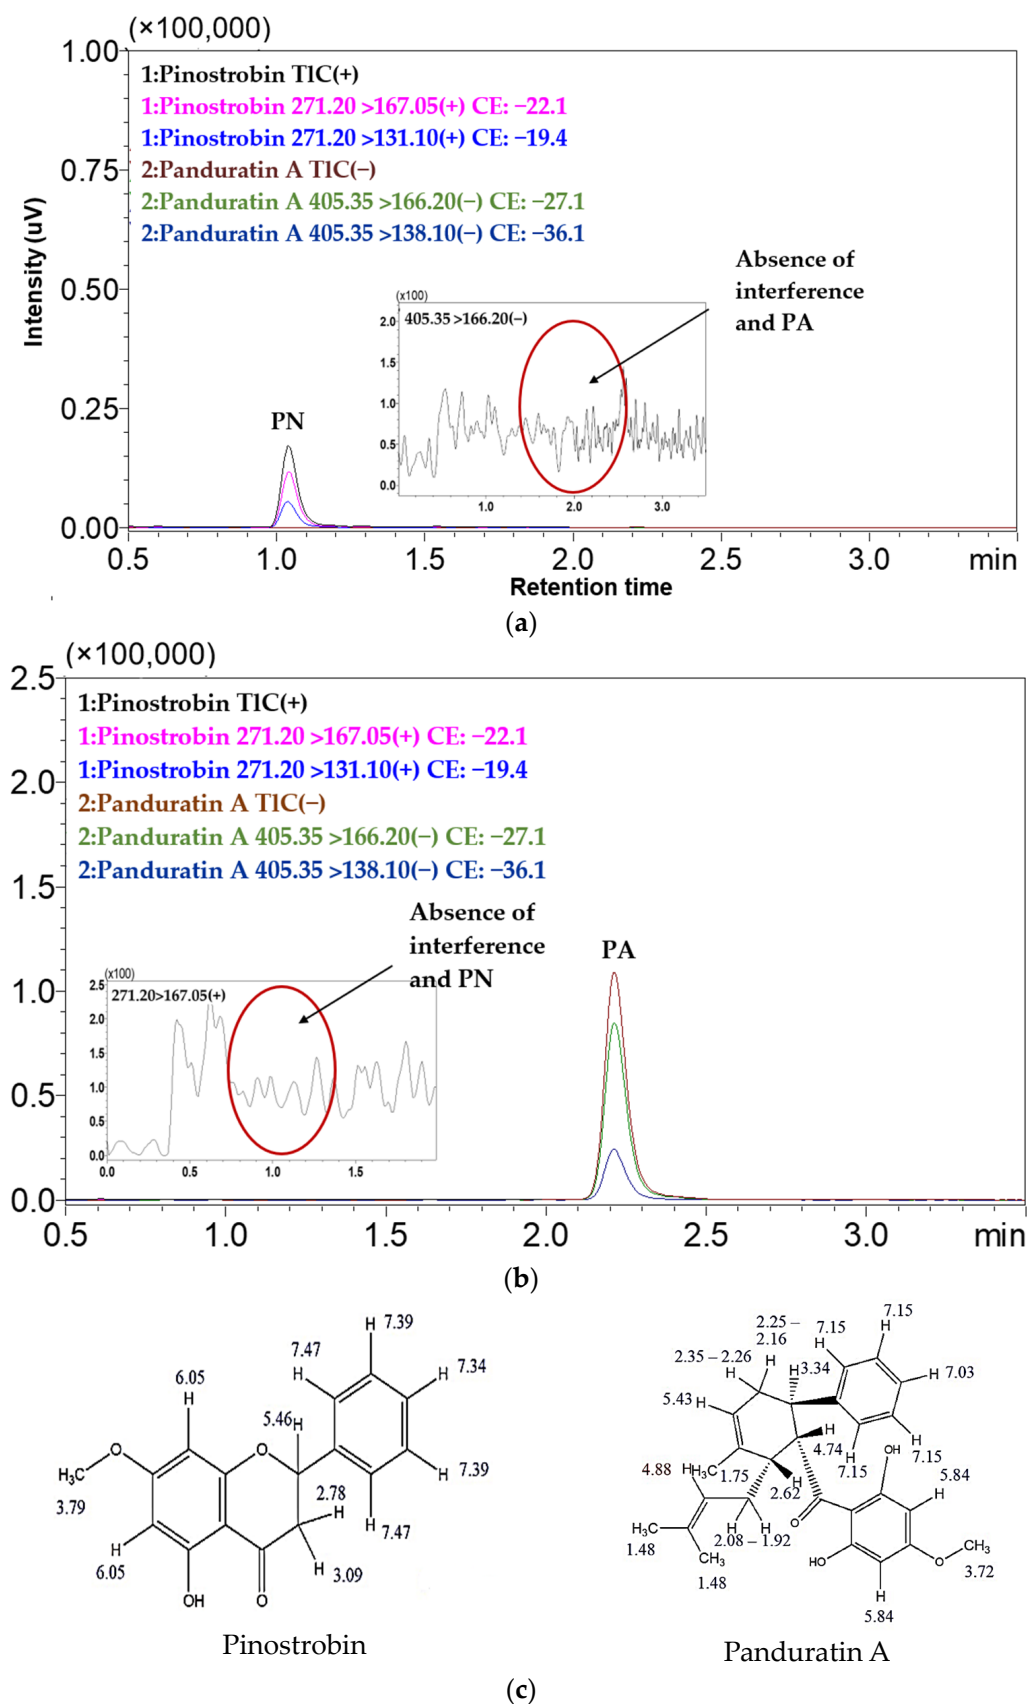 (×100,000)
1.00
1:Pinostrobin TIC(+)
1:Pinostrobin 271.20 >167.05(+) CE: −22.1
1:Pinostrobin 271.20 >131.10(+) CE: −19.4
0.75
2:Panduratin A TIC(−)
2:Panduratin A 405.35 >166.20(−) CE: −27.1
2:Panduratin A 405.35 >138.10(−) CE: −36.1
Intensity (uV)
Absence of
interference
and PA
0.50
(x100)
405.35 >166.20(−)
2.0
1.5
1.0
0.5
0.0
1.0 2.0 3.0
0.25
PN
0.00
0.5 1.0 1.5 2.0 2.5 3.0 min
Retention time
(a)
(×100,000)
2.5
1:Pinostrobin TIC(+)
1:Pinostrobin 271.20 >167.05(+) CE: −22.1
1:Pinostrobin 271.20 >131.10(+) CE: −19.4
2.0
2:Panduratin A TIC(−)
2:Panduratin A 405.35 >166.20(−) CE: −27.1
2:Panduratin A 405.35 >138.10(−) CE: −36.1
1.5
Absence of
interference
and PN
PA
1.0
(x100)
271.20>167.05(+)
2.5
2.0
1.5
1.0
0.5
0.0
0.0 0.5 1.0 1.5
0.5
0.0
0.5 1.0 1.5 2.0 2.5 3.0 min
(b)
H 7.39
7.47
H
H 7.34
6.05
H
5.46 H
O
O
H₃C
3.79
H 7.39
2.78
H
H
7.47
H
6.05
H
3.09
OH
O
Pinostrobin
2.25 –
2.16
7.15
H
7.15
H
2.35 – 2.26
H
H
H 3.34
H 7.03
5.43 H
H
4.74
H
7.15
H
7.15
OH
4.88 H
H₃C 1.75
H
2.62
5.84
H
O
H₃C
1.48
H H
2.08 – 1.92
CH₃
1.48
HO
O
CH₃
3.72
H
5.84
Panduratin A
(c)